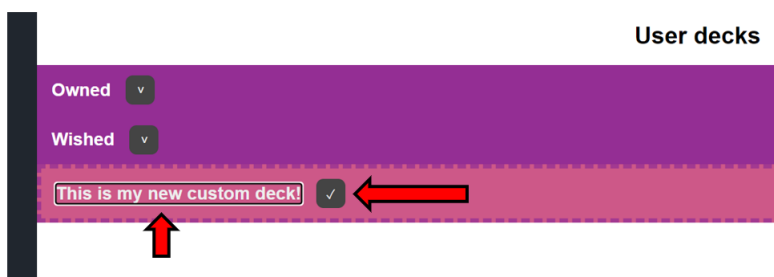 User decks
Owned v
Wished v
This is my new custom deck! ✓